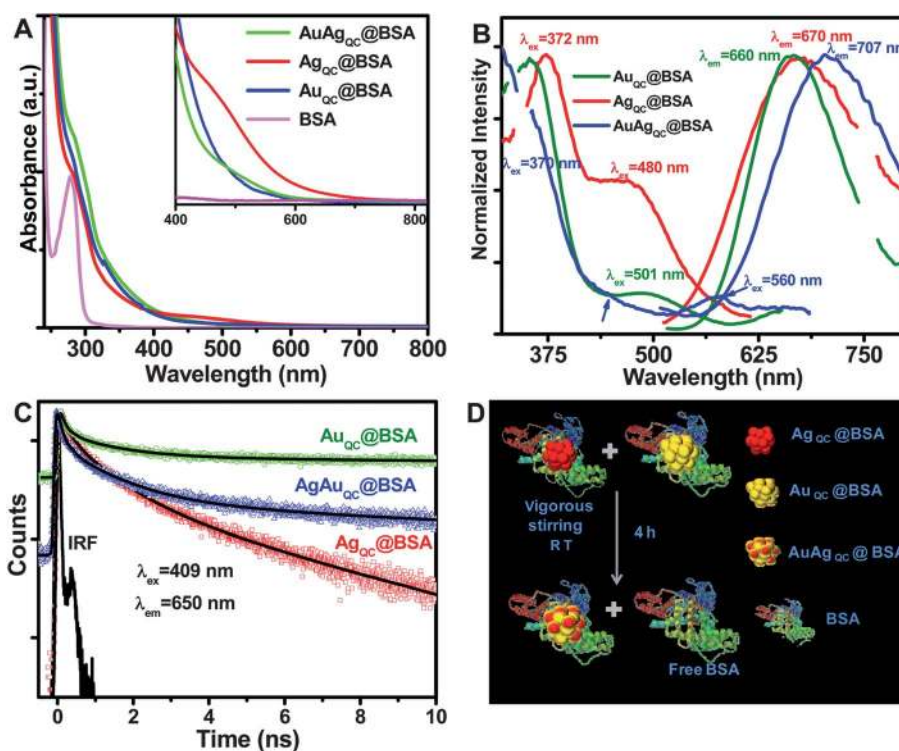 A
AuAgQC@BSA
AgQC@BSA
AuQC@BSA
BSA
Absorbance (a.u.)
400 600 800
300 400 500 600 700 800
Wavelength (nm)
B
λex=372 nm
λem=670 nm
λem=707 nm
λem=660 nm
AuQC@BSA
AgQC@BSA
AuAgQC@BSA
λex=370 nm
λex=480 nm
λex=501 nm
λex=560 nm
Normalized Intensity
375 500 625 750
Wavelength (nm)
C
AuQC@BSA
AgAuQC@BSA
AgQC@BSA
IRF
λex=409 nm
λem=650 nm
Counts
0 2 4 6 8 10
Time (ns)
D
+
Vigorous
stirring
R T
4 h
+
Free BSA
AgQC@BSA
AuQC@BSA
AuAgQC@BSA
BSA